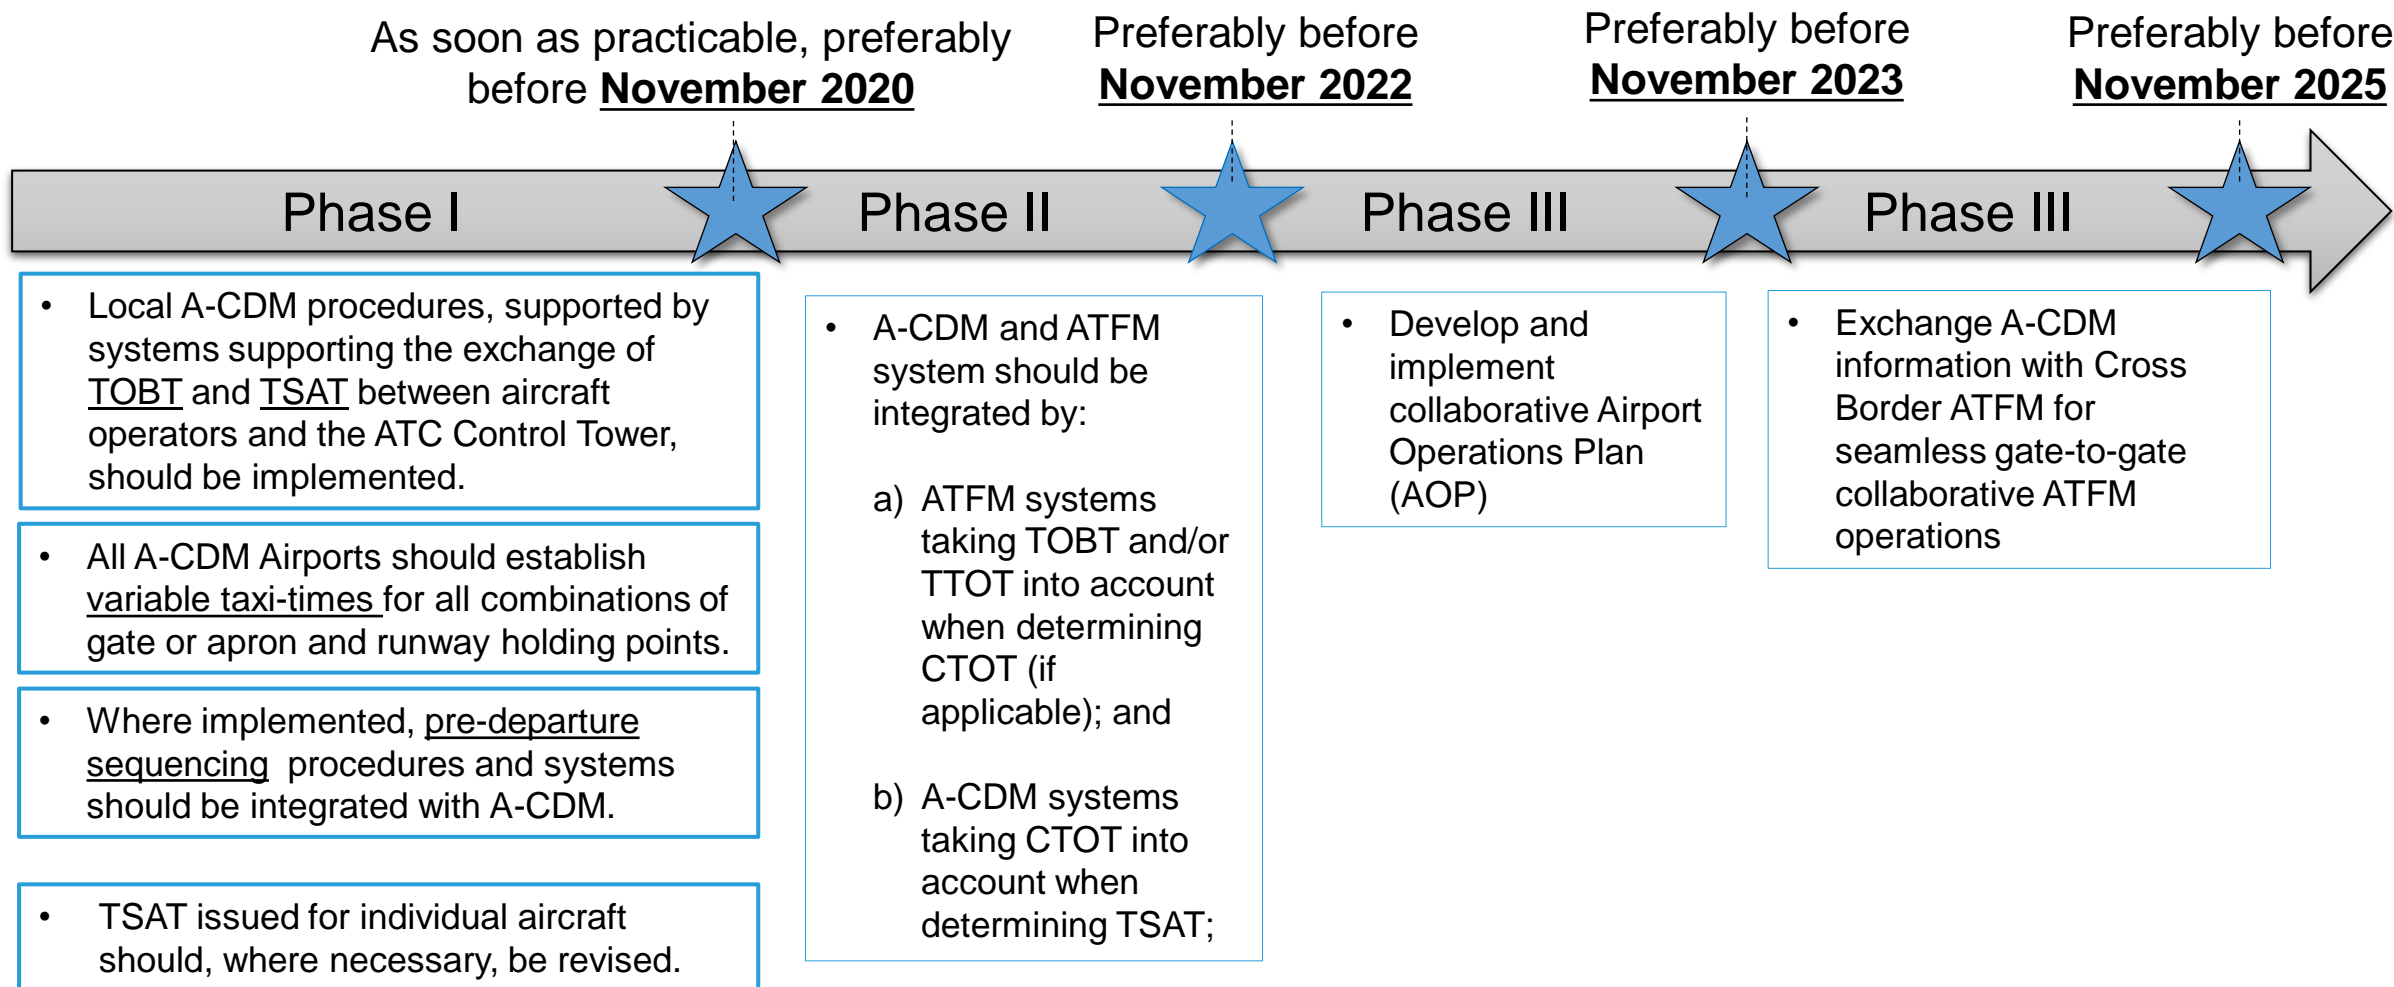 As soon as practicable, preferably
before November 2020
Preferably before
November 2022
Preferably before
November 2023
Preferably before
November 2025
Phase I
Phase II
Phase III
Phase III
• Local A-CDM procedures, supported by
systems supporting the exchange of
TOBT and TSAT between aircraft
operators and the ATC Control Tower,
should be implemented.
• All A-CDM Airports should establish
variable taxi-times for all combinations of
gate or apron and runway holding points.
• Where implemented, pre-departure
sequencing procedures and systems
should be integrated with A-CDM.
• TSAT issued for individual aircraft
should, where necessary, be revised.
• A-CDM and ATFM
system should be
integrated by:
a) ATFM systems
taking TOBT and/or
TTOT into account
when determining
CTOT (if
applicable); and
b) A-CDM systems
taking CTOT into
account when
determining TSAT;
• Develop and
implement
collaborative Airport
Operations Plan
(AOP)
• Exchange A-CDM
information with Cross
Border ATFM for
seamless gate-to-gate
collaborative ATFM
operations